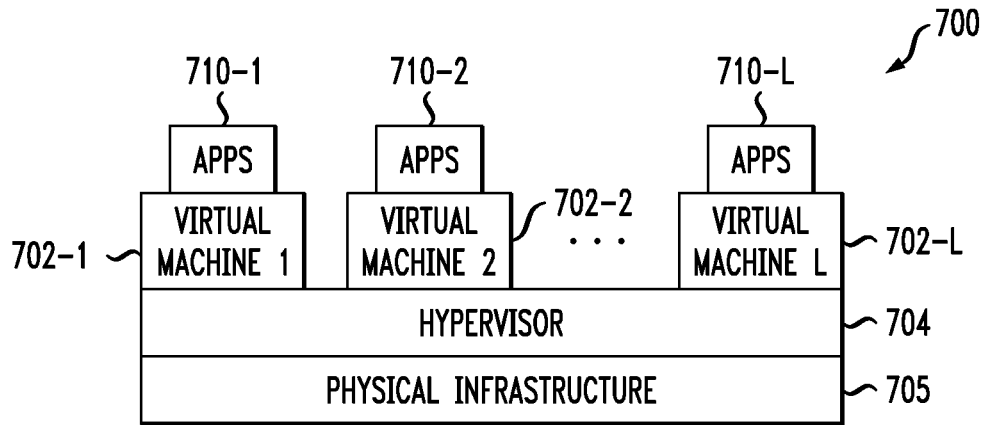 700
710-1
710-2
710-L
APPS
APPS
APPS
VIRTUAL
MACHINE 1
VIRTUAL
MACHINE 2
702-2
. . .
VIRTUAL
MACHINE L
702-1
702-L
HYPERVISOR
704
PHYSICAL INFRASTRUCTURE
705